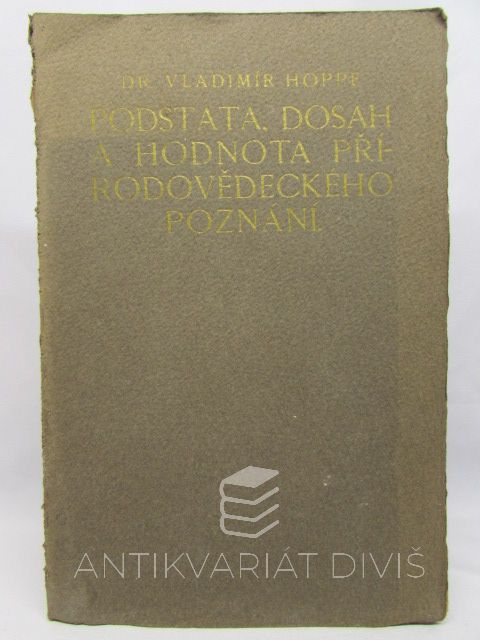 DR. VLADIMÍR HOPPE
PODSTATA, DOSAH
A HODNOTA PŘÍ-
RODOVĚDECKÉHO
POZNÁNÍ.
ANTIKVARIÁT DIVIŠ